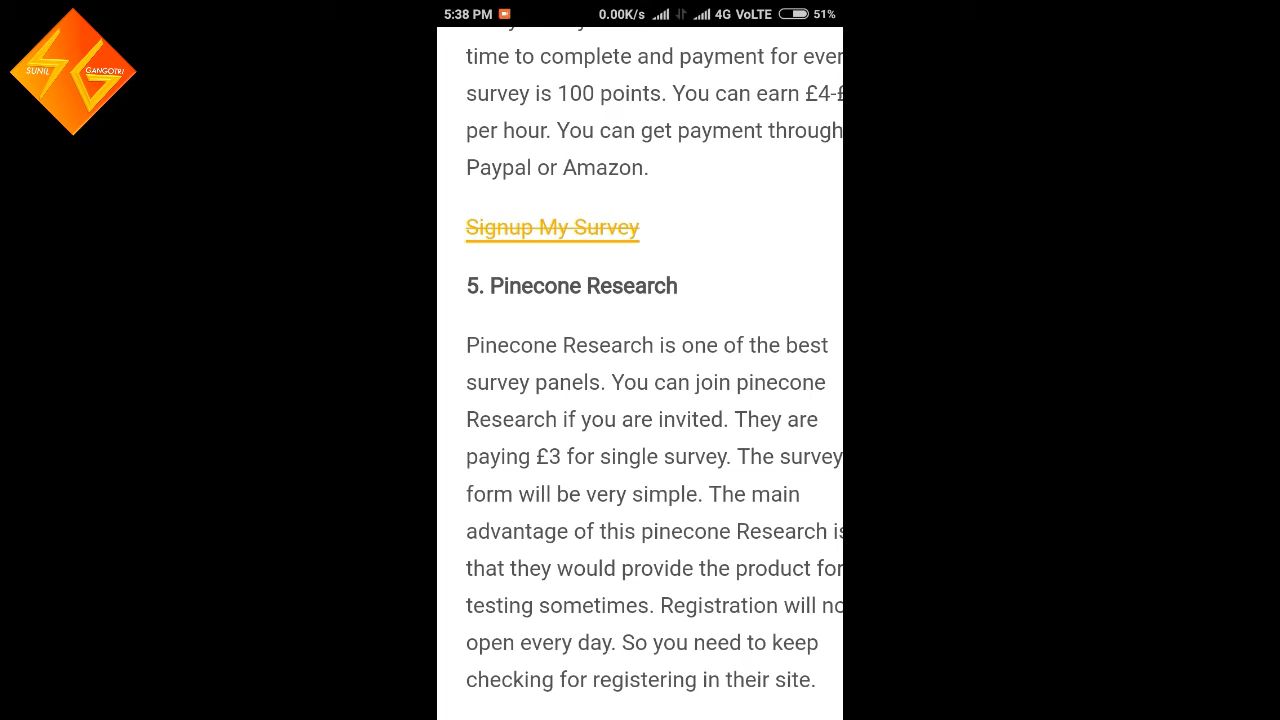 5:38 PM 0.00K/s 4G VoLTE 51%
SUNIL GANGOTRI
time to complete and payment for ever
survey is 100 points. You can earn £4-£
per hour. You can get payment through
Paypal or Amazon.
Signup My Survey
5. Pinecone Research
Pinecone Research is one of the best
survey panels. You can join pinecone
Research if you are invited. They are
paying £3 for single survey. The survey
form will be very simple. The main
advantage of this pinecone Research is
that they would provide the product for
testing sometimes. Registration will no
open every day. So you need to keep
checking for registering in their site.